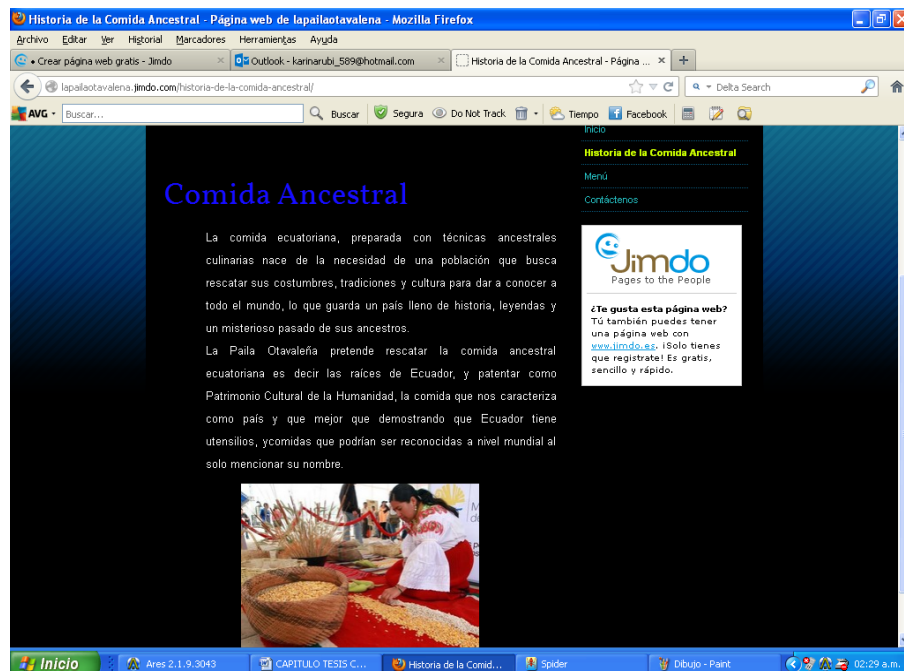 Historia de la Comida Ancestral - Página web de lapailaotavalena - Mozilla Firefox
Archivo Editar Ver Historial Marcadores Herramientas Ayuda
• Crear página web gratis - Jimdo
Outlook - karinarubi_589@hotmail.com
Historia de la Comida Ancestral - Página ...
lapailaotavalena.jimdo.com/historia-de-la-comida-ancestral/
Delta Search
AVG Buscar... Buscar Segura Do Not Track Tiempo Facebook
Inicio
Historia de la Comida Ancestral
Menú
Contáctenos
Comida Ancestral
La comida ecuatoriana, preparada con técnicas ancestrales
culinarias nace de la necesidad de una población que busca
rescatar sus costumbres, tradiciones y cultura para dar a conocer a
todo el mundo, lo que guarda un país lleno de historia, leyendas y
un misterioso pasado de sus ancestros.
La Paila Otavaleña pretende rescatar la comida ancestral
ecuatoriana es decir las raíces de Ecuador, y patentar como
Patrimonio Cultural de la Humanidad, la comida que nos caracteriza
como país y que mejor que demostrando que Ecuador tiene
utensilios, ycomidas que podrían ser reconocidas a nivel mundial al
solo mencionar su nombre.
Jimdo
Pages to the People
¿Te gusta esta página web?
Tú también puedes tener
una página web con
www.jimdo.es. ¡Solo tienes
que registrate! Es gratis,
sencillo y rápido.
Inicio
Ares 2.1.9.3043
CAPITULO TESIS C...
Historia de la Comid...
Spider
Dibujo - Paint
02:29 a.m.